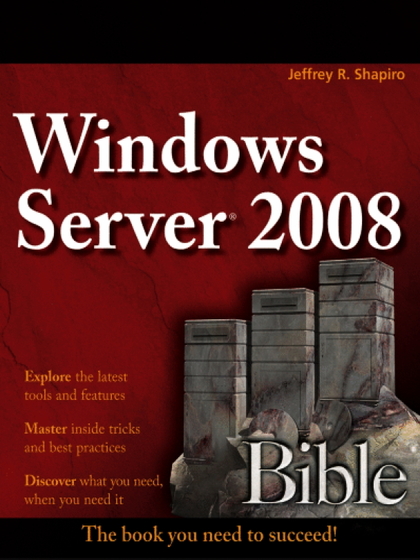 Jeffrey R. Shapiro
Windows
Server® 2008
Explore the latest
tools and features
Master inside tricks
and best practices
Discover what you need,
when you need it
Bible
The book you need to succeed!